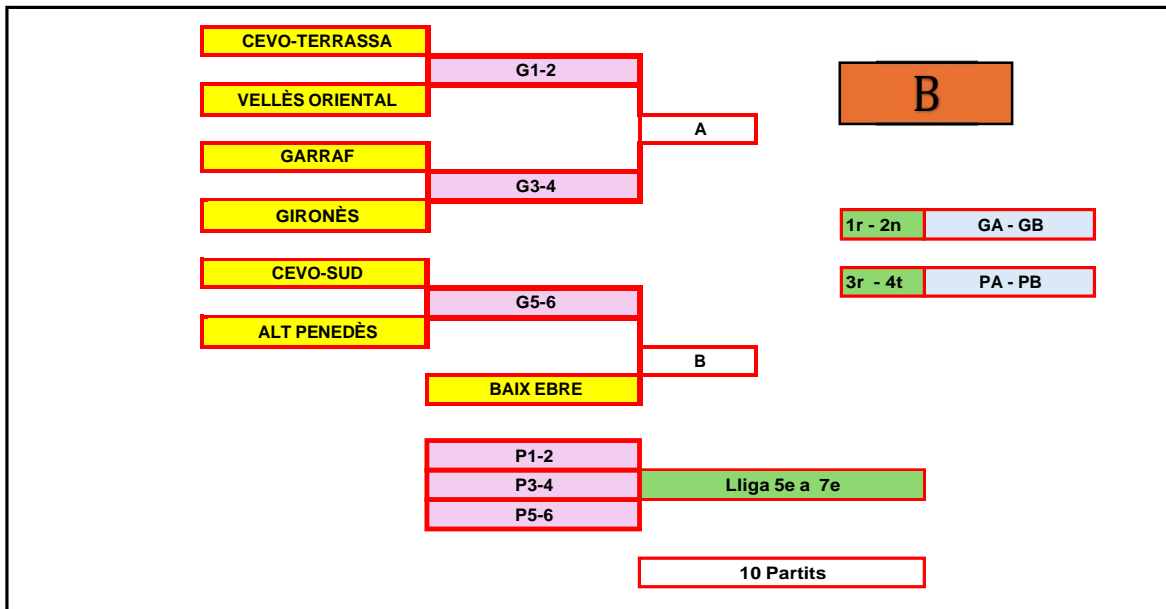 CEVO-TERRASSA
G1-2
B
VELLÈS ORIENTAL
A
GARRAF
G3-4
GIRONÈS
1r - 2n GA - GB
CEVO-SUD
3r - 4t PA - PB
G5-6
ALT PENEDÈS
B
BAIX EBRE
P1-2
P3-4 Lliga 5e a 7e
P5-6
10 Partits